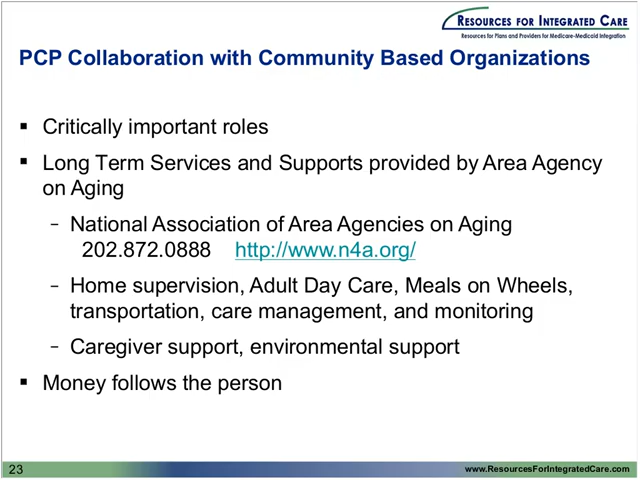 RESOURCES FOR INTEGRATED CARE
Resources for Plans and Providers for Medicare-Medicaid Integration
PCP Collaboration with Community Based Organizations
▪ Critically important roles
▪ Long Term Services and Supports provided by Area Agency
on Aging
– National Association of Area Agencies on Aging
202.872.0888 http://www.n4a.org/
– Home supervision, Adult Day Care, Meals on Wheels,
transportation, care management, and monitoring
– Caregiver support, environmental support
▪ Money follows the person
23
www.ResourcesForIntegratedCare.com